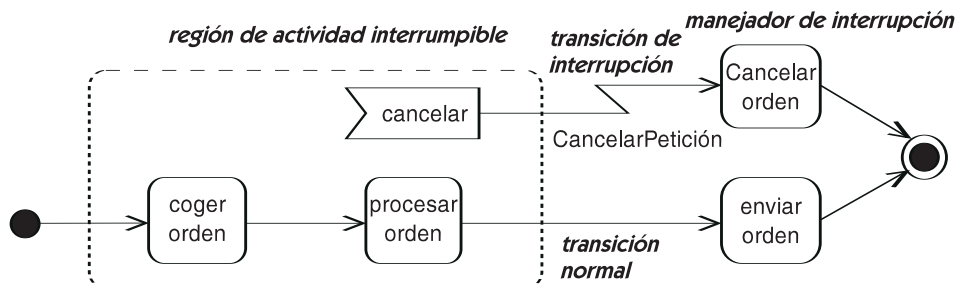 región de actividad interrumpible
transición de
interrupción
manejador de interrupción
cancelar
Cancelar
orden
CancelarPetición
coger
orden
procesar
orden
enviar
orden
transición
normal